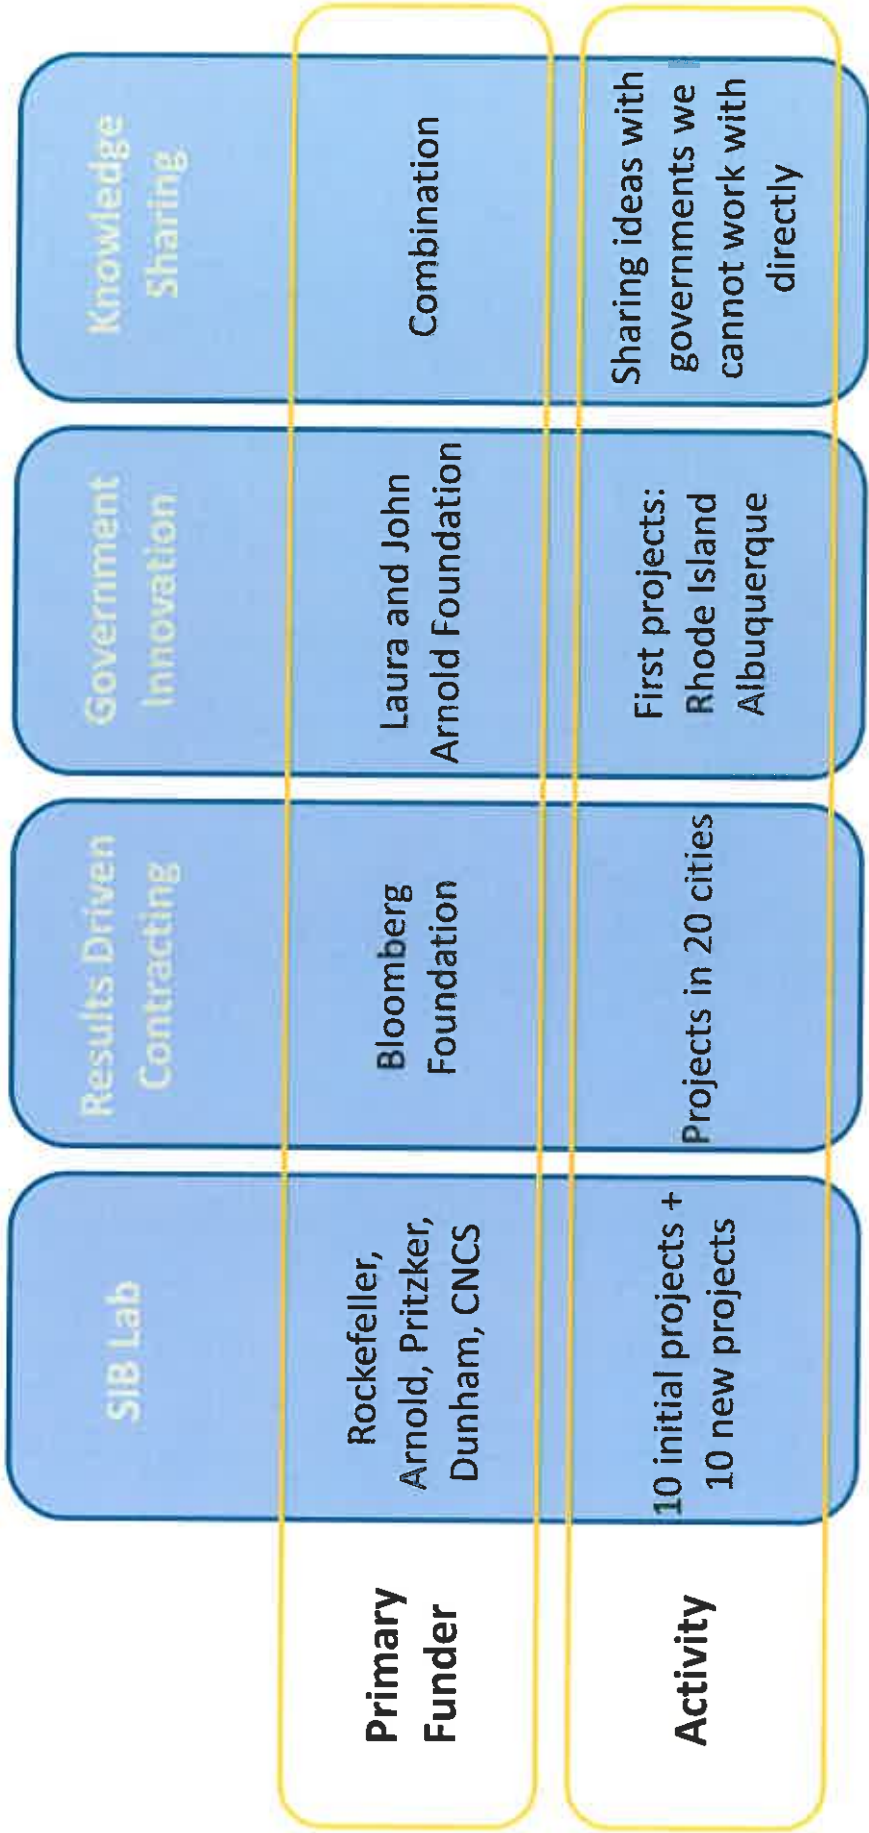 SIB Lab
Results Driven
Contracting
Government
Innovation
Knowledge
Sharing
Primary
Funder
Rockefeller,
Arnold, Pritzker,
Dunham, CNCS
Bloomberg
Foundation
Laura and John
Arnold Foundation
Combination
Activity
10 initial projects +
10 new projects
Projects in 20 cities
First projects:
Rhode Island
Albuquerque
Sharing ideas with
governments we
cannot work with
directly